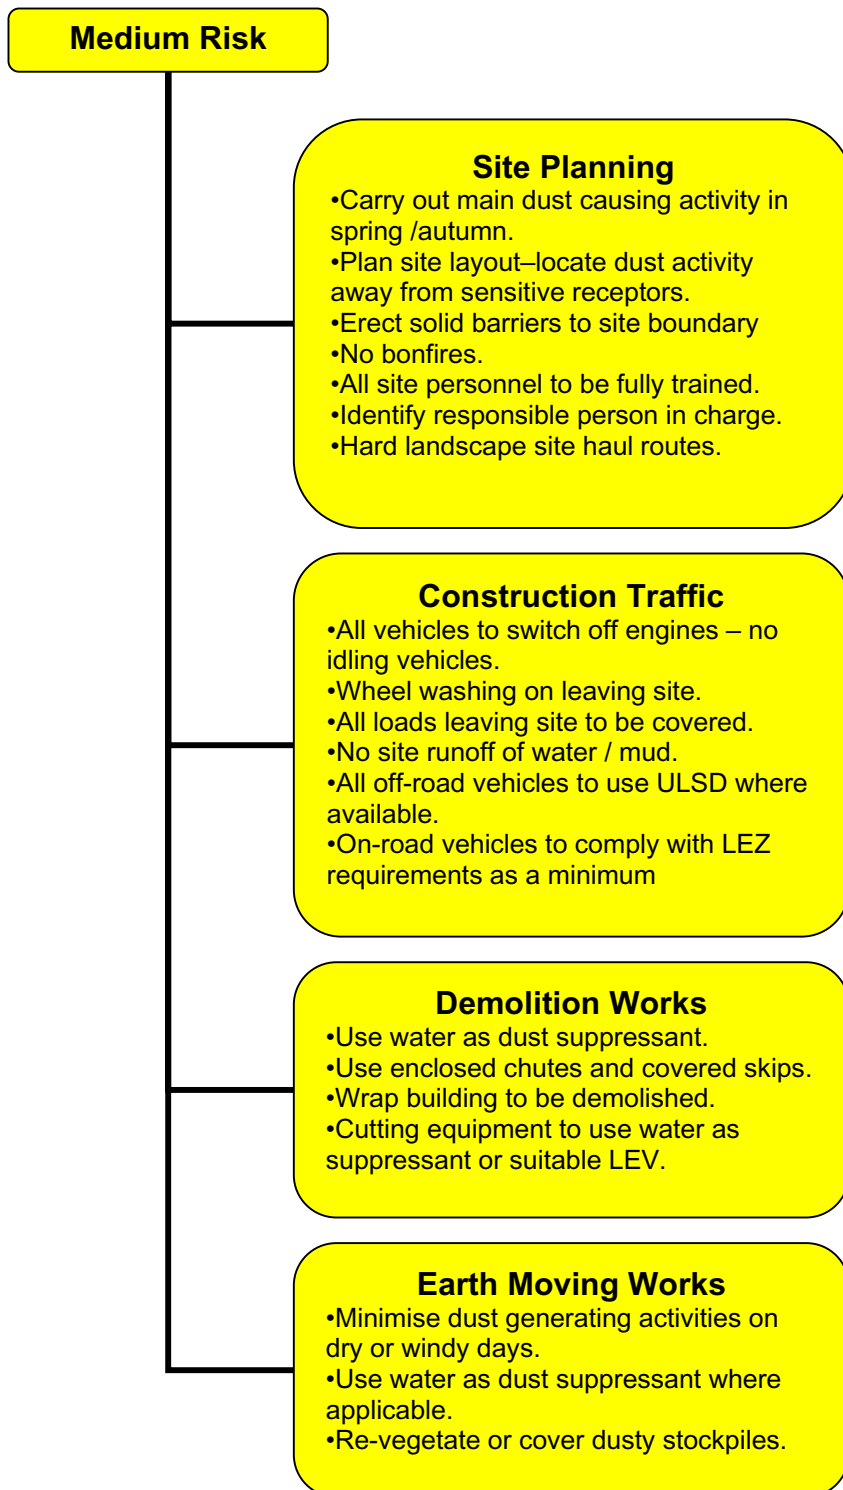 Medium Risk
Site Planning
•Carry out main dust causing activity in
spring /autumn.
•Plan site layout–locate dust activity
away from sensitive receptors.
•Erect solid barriers to site boundary
•No bonfires.
•All site personnel to be fully trained.
•Identify responsible person in charge.
•Hard landscape site haul routes.
Construction Traffic
•All vehicles to switch off engines – no
idling vehicles.
•Wheel washing on leaving site.
•All loads leaving site to be covered.
•No site runoff of water / mud.
•All off-road vehicles to use ULSD where
available.
•On-road vehicles to comply with LEZ
requirements as a minimum
Demolition Works
•Use water as dust suppressant.
•Use enclosed chutes and covered skips.
•Wrap building to be demolished.
•Cutting equipment to use water as
suppressant or suitable LEV.
Earth Moving Works
•Minimise dust generating activities on
dry or windy days.
•Use water as dust suppressant where
applicable.
•Re-vegetate or cover dusty stockpiles.